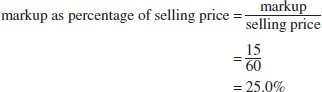 markup as percentage of selling price = markup / selling price
= 15 / 60
= 25.0%